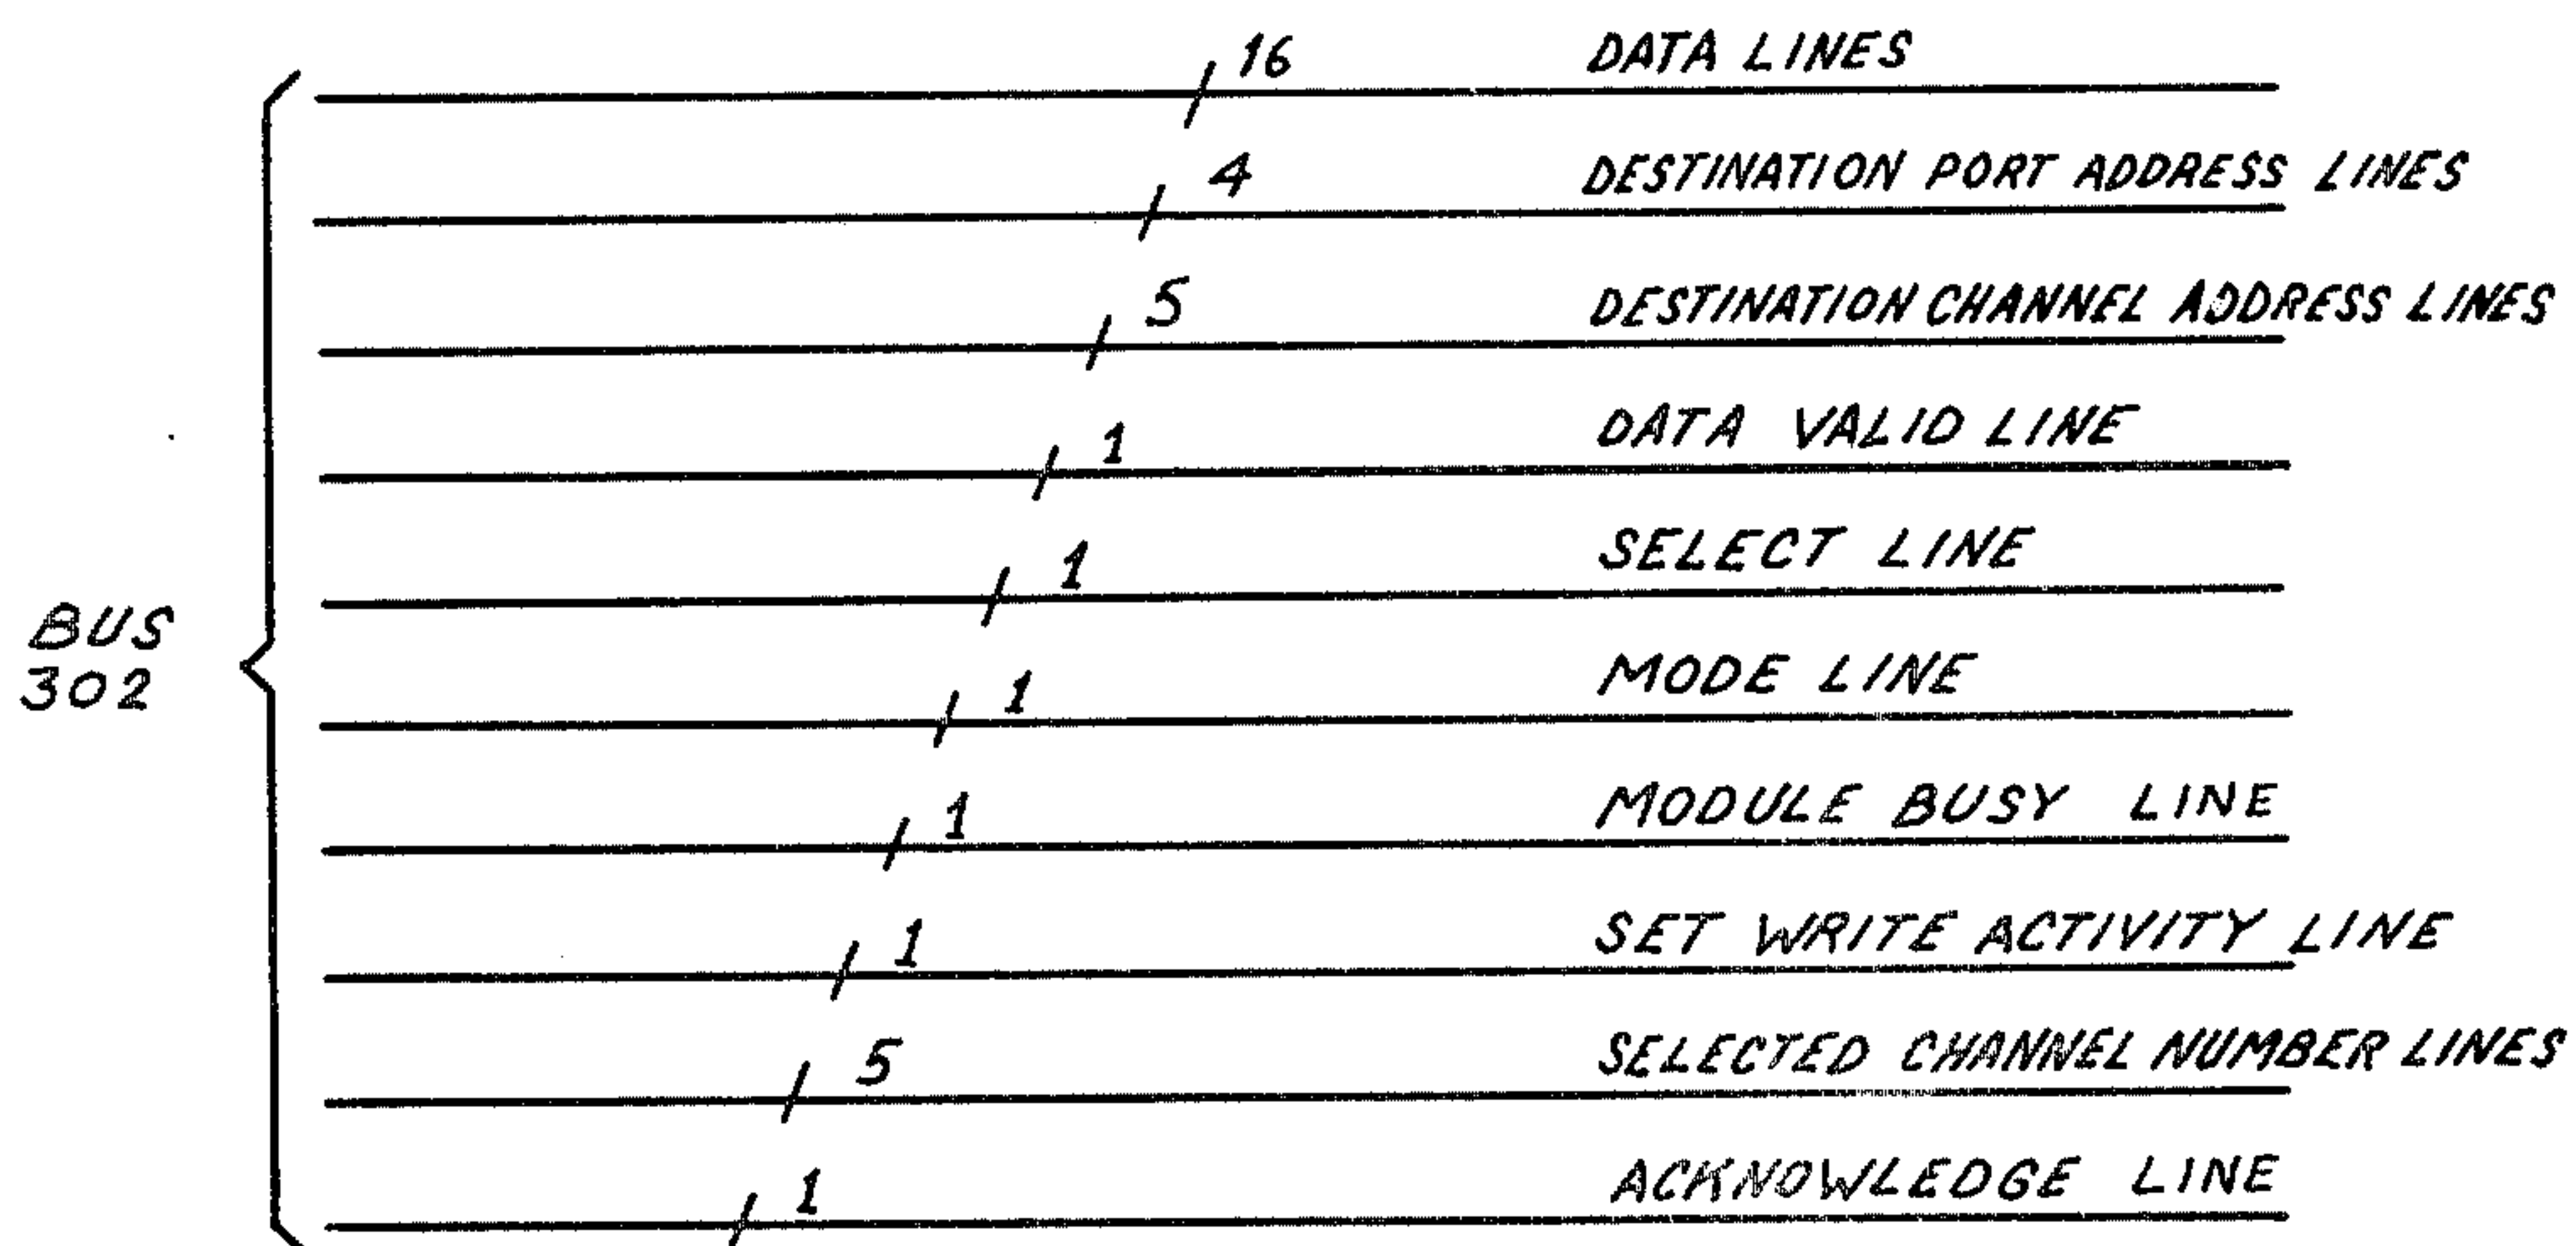 16 DATA LINES
4 DESTINATION PORT ADDRESS LINES
5 DESTINATION CHANNEL ADDRESS LINES
1 DATA VALID LINE
1 SELECT LINE
BUS
302
1 MODE LINE
1 MODULE BUSY LINE
1 SET WRITE ACTIVITY LINE
5 SELECTED CHANNEL NUMBER LINES
1 ACKNOWLEDGE LINE